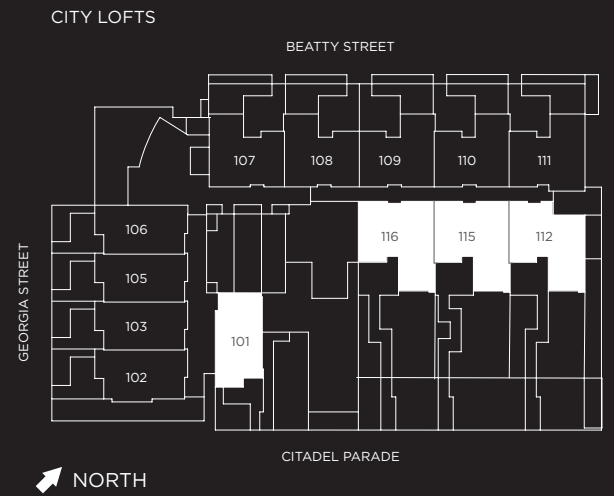 CITY LOFTS
BEATTY STREET
107 108 109 110 111
106 116 115 112
105
GEORGIA STREET
103
101
102
CITADEL PARADE
NORTH